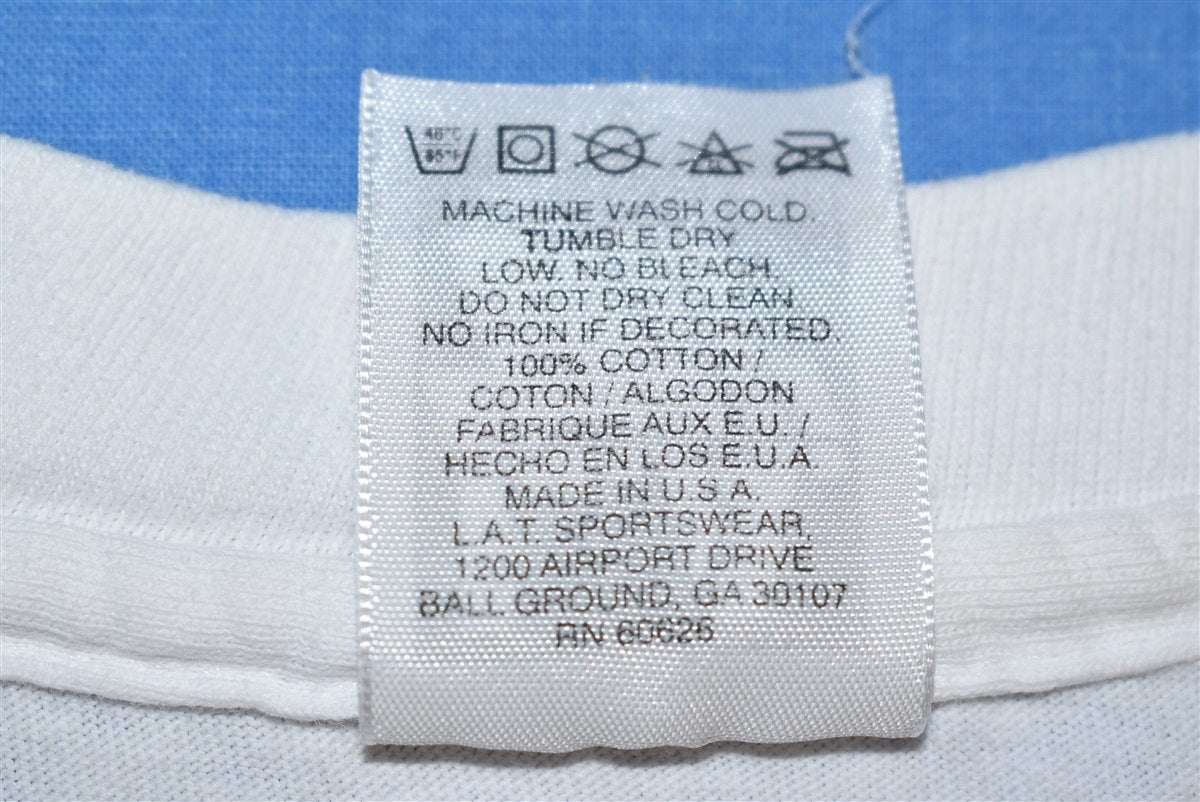 40°C
MACHINE WASH COLD.
TUMBLE DRY
LOW. NO BLEACH.
DO NOT DRY CLEAN.
NO IRON IF DECORATED.
100% COTTON /
COTON / ALGODON
FABRIQUE AUX E.U. /
HECHO EN LOS E.U.A.
MADE IN U.S.A.
L.A.T. SPORTSWEAR,
1200 AIRPORT DRIVE
BALL GROUND, GA 30107
RN 60626